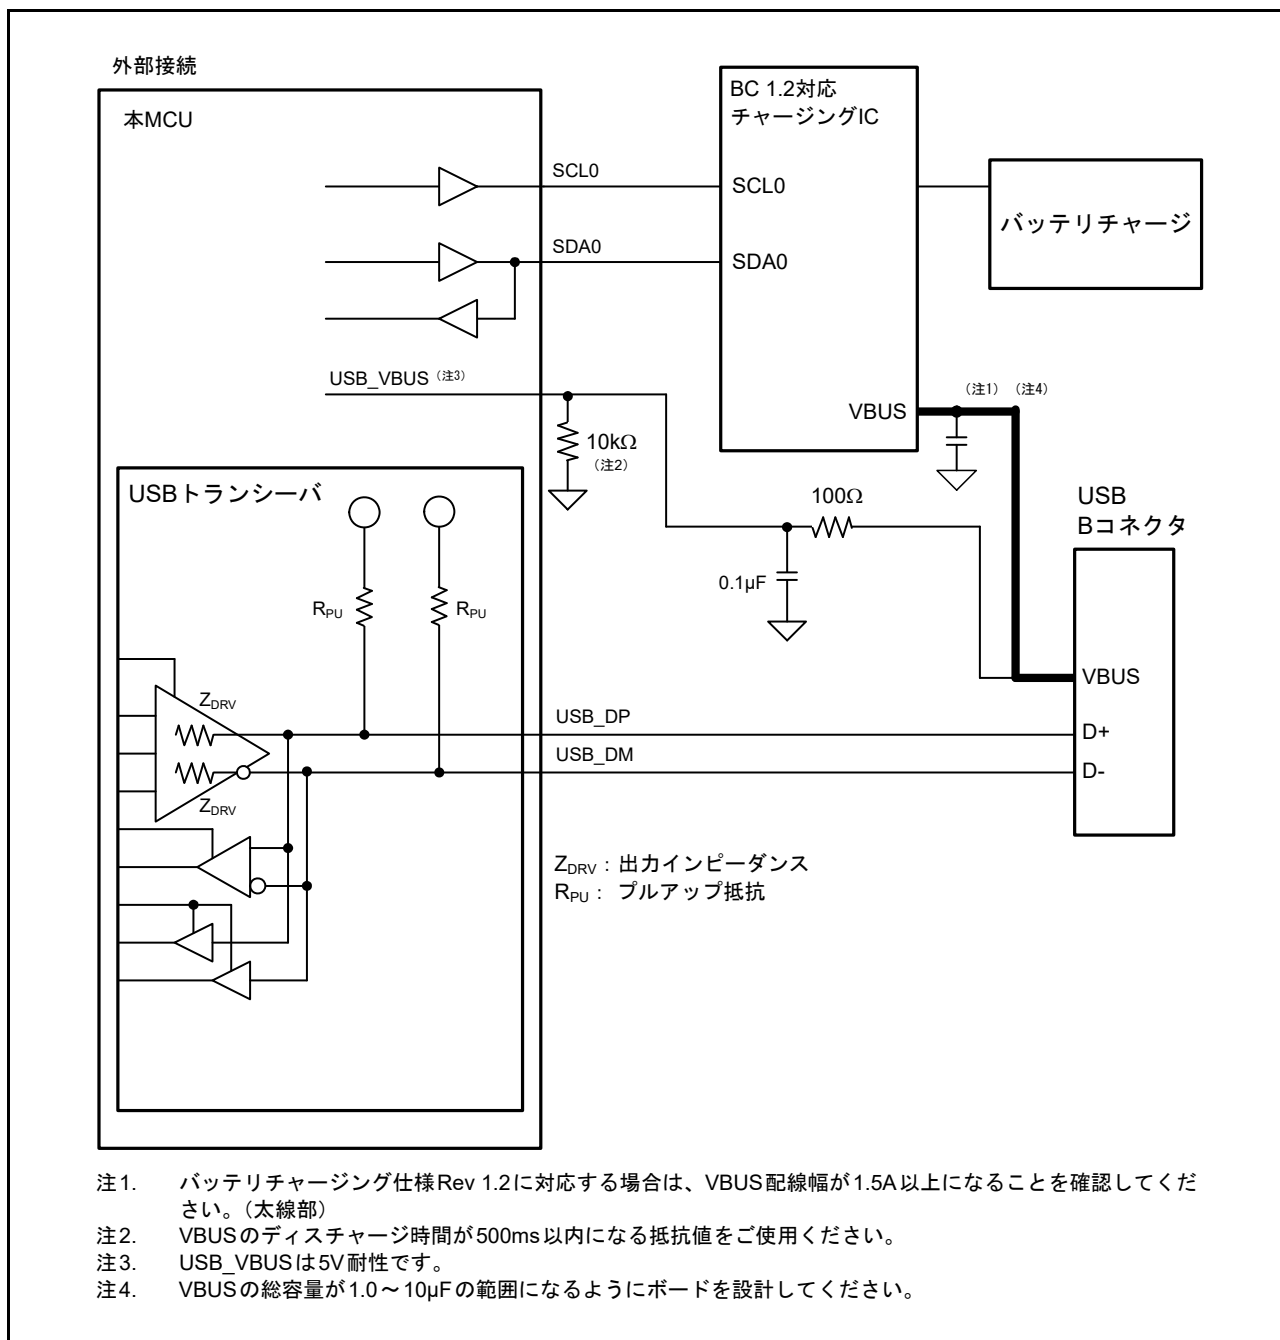 外部接続
本MCU
BC 1.2対応
チャージングIC
SCL0
SCL0
バッテリチャージ
SDA0
SDA0
USB_VBUS（注3）
（注1）（注4）
VBUS
10kΩ
（注2）
USBトランシーバ
100Ω
USB
Bコネクタ
0.1µF
RPU
RPU
VBUS
ZDRV
USB_DP
D+
USB_DM
D-
ZDRV
ZDRV：出力インピーダンス
RPU： プルアップ抵抗
注1. バッテリチャージング仕様Rev 1.2に対応する場合は、VBUS配線幅が1.5A以上になることを確認してくだ
さい。（太線部）
注2. VBUSのディスチャージ時間が500ms以内になる抵抗値をご使用ください。
注3. USB_VBUSは5V耐性です。
注4. VBUSの総容量が1.0～10µFの範囲になるようにボードを設計してください。